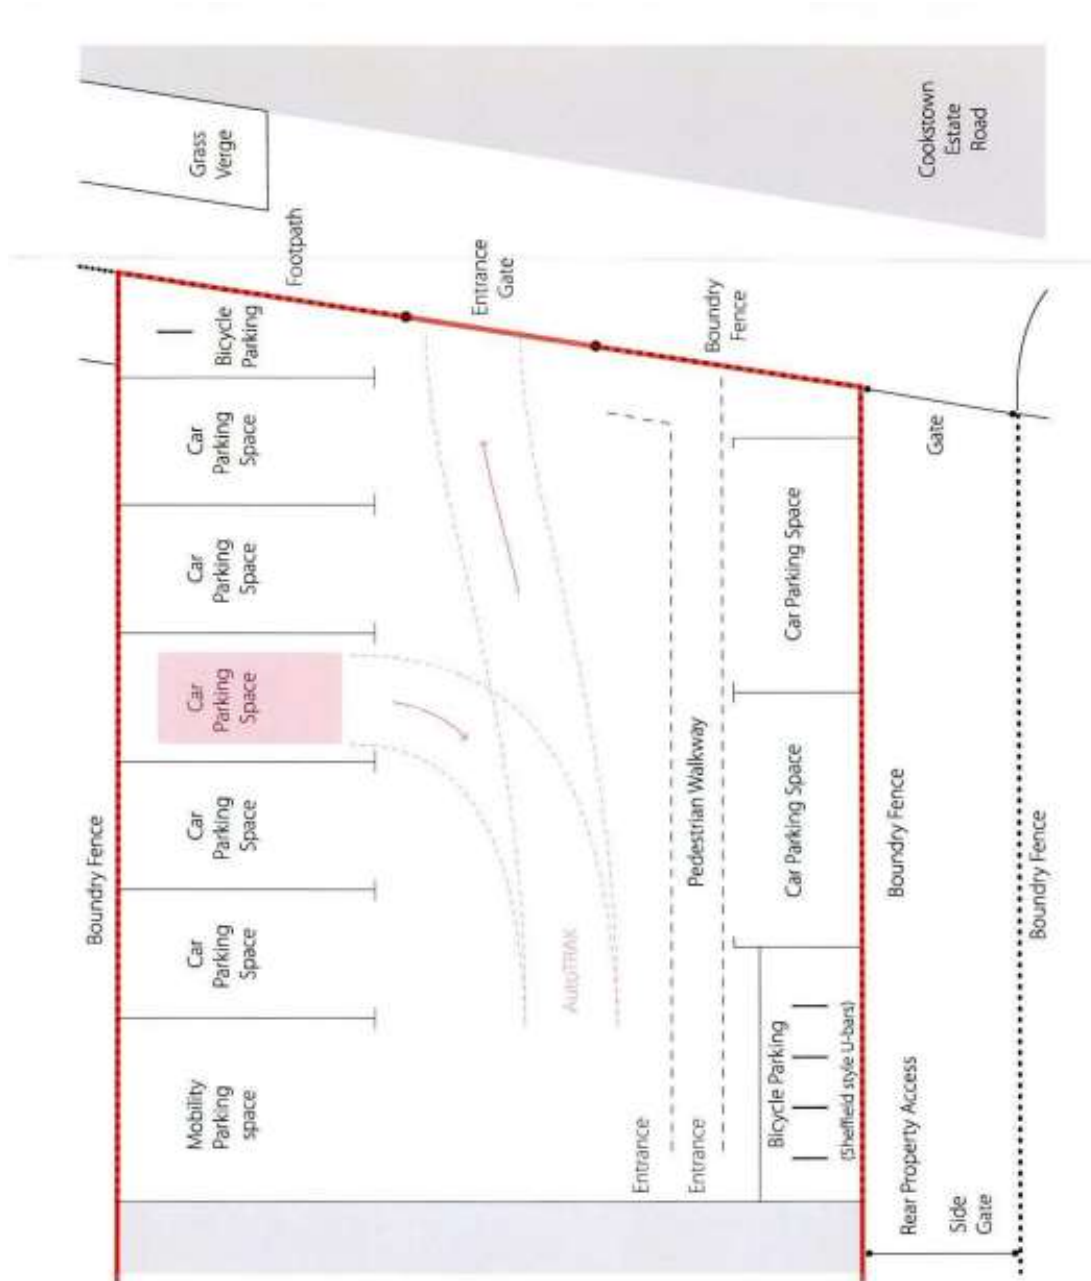 Cookstown
Estate
Road
Grass
Verge
Footpath
Entrance
Gate
Boundry
Fence
Gate
Bicycle
Parking
Car
Parking
Space
Car
Parking
Space
Car
Parking
Space
Car
Parking
Space
Car
Parking
Space
Mobility
Parking
space
Boundry Fence
AutoTRAK
Pedestrian Walkway
Entrance
Entrance
Car Parking Space
Car Parking Space
Bicycle Parking
(Sheffield style U-bars)
Boundry Fence
Rear Property Access
Side
Gate
Boundry Fence